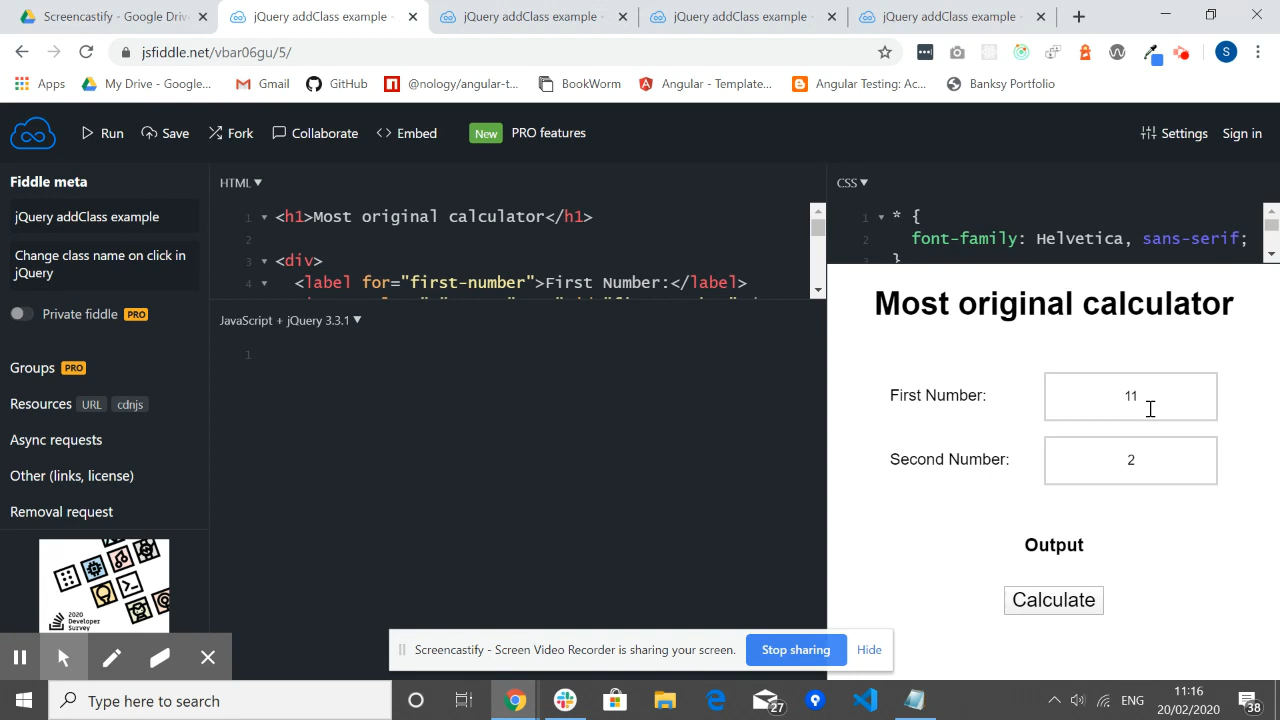 Screencastify - Google Driv
jQuery addClass example -
jQuery addClass example -
jQuery addClass example -
jQuery addClass example -
jsfiddle.net/vbar06gu/5/
S
Apps
My Drive - Google...
Gmail
GitHub
@nology/angular-t...
BookWorm
Angular - Template...
Angular Testing: Ac...
Banksy Portfolio
Run
Save
Fork
Collaborate
Embed
New
PRO features
Settings
Sign in
Fiddle meta
jQuery addClass example
Change class name on click in
jQuery
Private fiddle PRO
Groups PRO
Resources URL cdnjs
Async requests
Other (links, license)
Removal request
2020
Developer
Survey
HTML
1 <h1>Most original calculator</h1>
2
3 <div>
4 <label for="first-number">First Number:</label>
JavaScript + jQuery 3.3.1
1
CSS
1 * {
2 font-family: Helvetica, sans-serif;
3 }
Most original calculator
First Number: 11
Second Number: 2
Output
Calculate
Screencastify - Screen Video Recorder is sharing your screen.
Stop sharing
Hide
Type here to search
27
ENG
11:16
20/02/2020
38